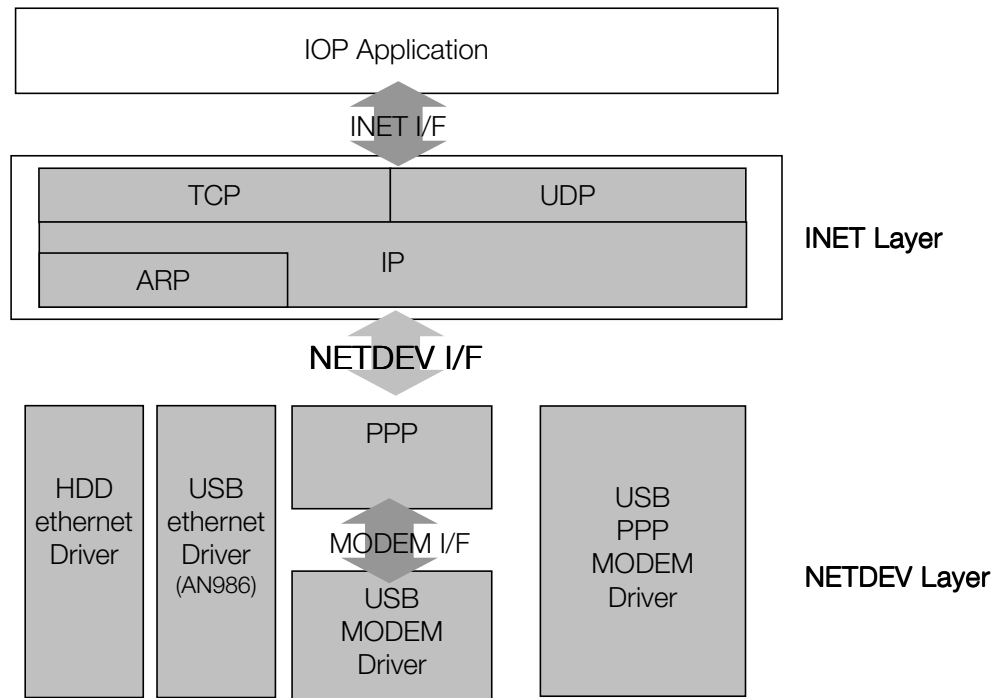 IOP Application
INET I/F
TCP
UDP
INET Layer
IP
ARP
NETDEV I/F
HDD
ethernet
Driver
USB
ethernet
Driver
(AN986)
PPP
MODEM I/F
USB
MODEM
Driver
USB
PPP
MODEM
Driver
NETDEV Layer